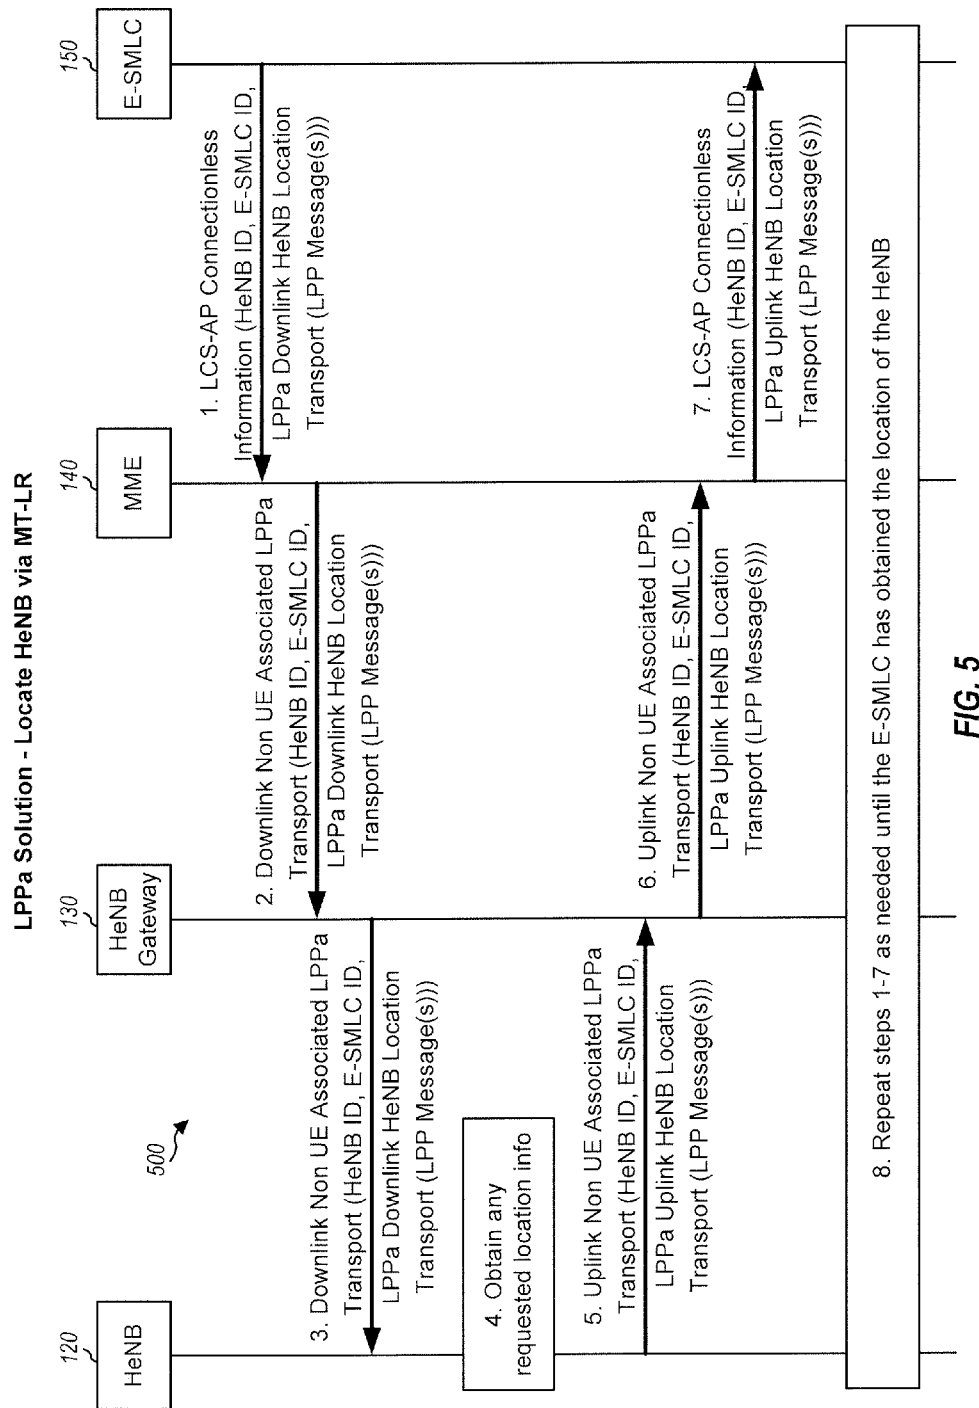 LPPa Solution - Locate HeNB via MT-LR
120
HeNB
130
HeNB
Gateway
140
MME
150
E-SMLC
500
1. LCS-AP Connectionless
Information (HeNB ID, E-SMLC ID,
LPPa Downlink HeNB Location
Transport (LPP Message(s)))
2. Downlink Non UE Associated LPPa
Transport (HeNB ID, E-SMLC ID,
LPPa Downlink HeNB Location
Transport (LPP Message(s)))
3. Downlink Non UE Associated LPPa
Transport (HeNB ID, E-SMLC ID,
LPPa Downlink HeNB Location
Transport (LPP Message(s)))
4. Obtain any
requested location info
5. Uplink Non UE Associated LPPa
Transport (HeNB ID, E-SMLC ID,
LPPa Uplink HeNB Location
Transport (LPP Message(s)))
6. Uplink Non UE Associated LPPa
Transport (HeNB ID, E-SMLC ID,
LPPa Uplink HeNB Location
Transport (LPP Message(s)))
7. LCS-AP Connectionless
Information (HeNB ID, E-SMLC ID,
LPPa Uplink HeNB Location
Transport (LPP Message(s)))
8. Repeat steps 1-7 as needed until the E-SMLC has obtained the location of the HeNB
FIG. 5